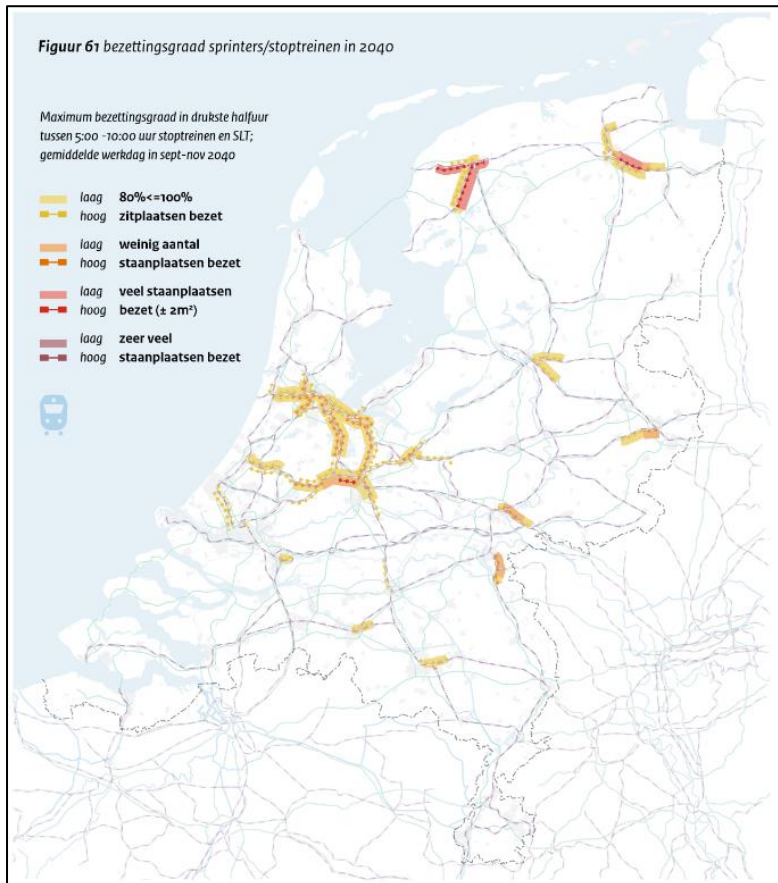 Figuur 61 bezettingsgraad sprinters/stoptreinen in 2040
Maximum bezettingsgraad in drukste halfuur
tussen 5:00 -10:00 uur stoptreinen en SLT;
gemiddelde werkdag in sept-nov 2040
laag 80%<=100%
hoog zitplaatsen bezet
laag weinig aantal
hoog staanplaatsen bezet
laag veel staanplaatsen
hoog bezet (± 2m²)
laag zeer veel
hoog staanplaatsen bezet